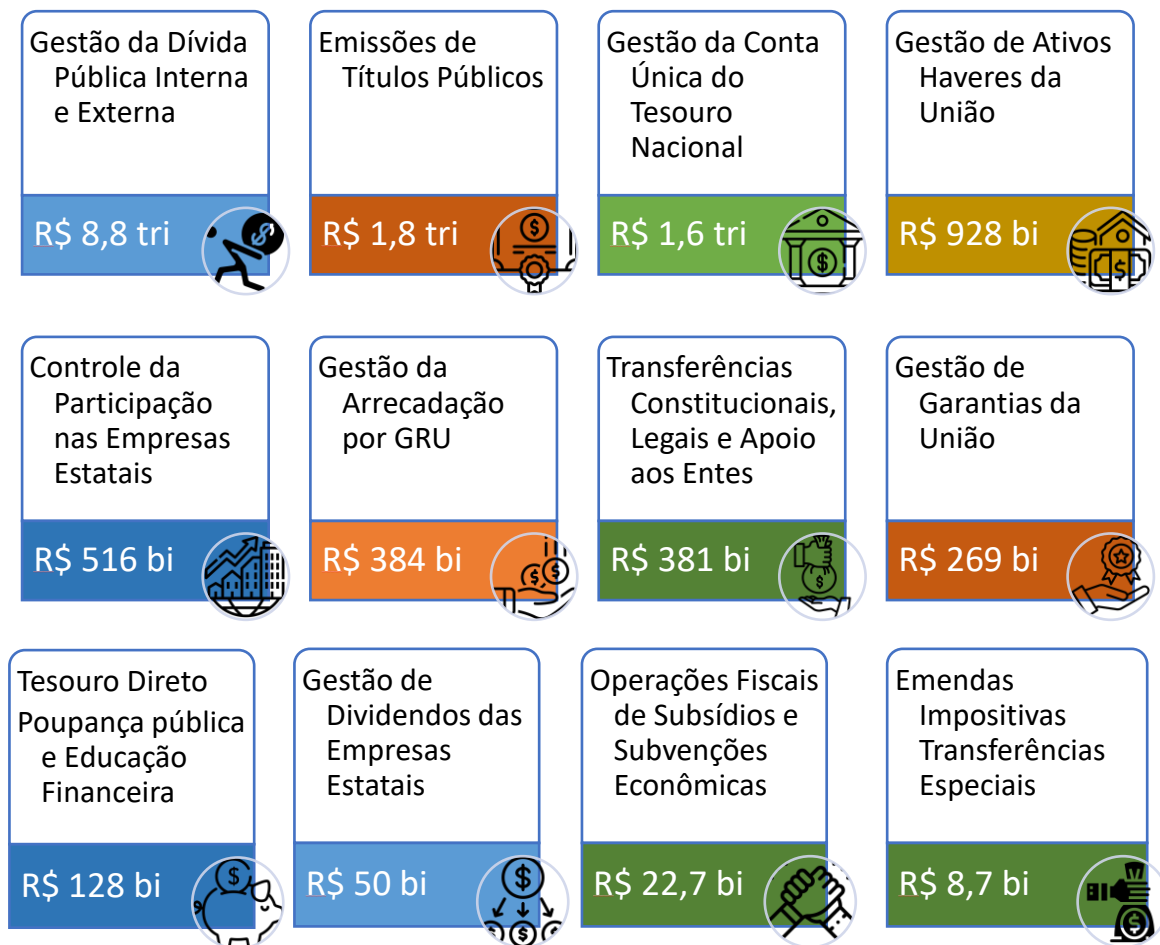 Gestão da Dívida
Pública Interna
e Externa
R$ 8,8 tri
Emissões de
Títulos Públicos
R$ 1,8 tri
Gestão da Conta
Única do
Tesouro
Nacional
R$ 1,6 tri
Gestão de Ativos
Haveres da
União
R$ 928 bi
Controle da
Participação
nas Empresas
Estatais
R$ 516 bi
Gestão da
Arrecadação
por GRU
R$ 384 bi
Transferências
Constitucionais,
Legais e Apoio
aos Entes
R$ 381 bi
Gestão de
Garantias da
União
R$ 269 bi
Tesouro Direto
Poupança pública
e Educação
Financeira
R$ 128 bi
Gestão de
Dividendos das
Empresas
Estatais
R$ 50 bi
Operações Fiscais
de Subsídios e
Subvenções
Econômicas
R$ 22,7 bi
Emendas
Impositivas
Transferências
Especiais
R$ 8,7 bi